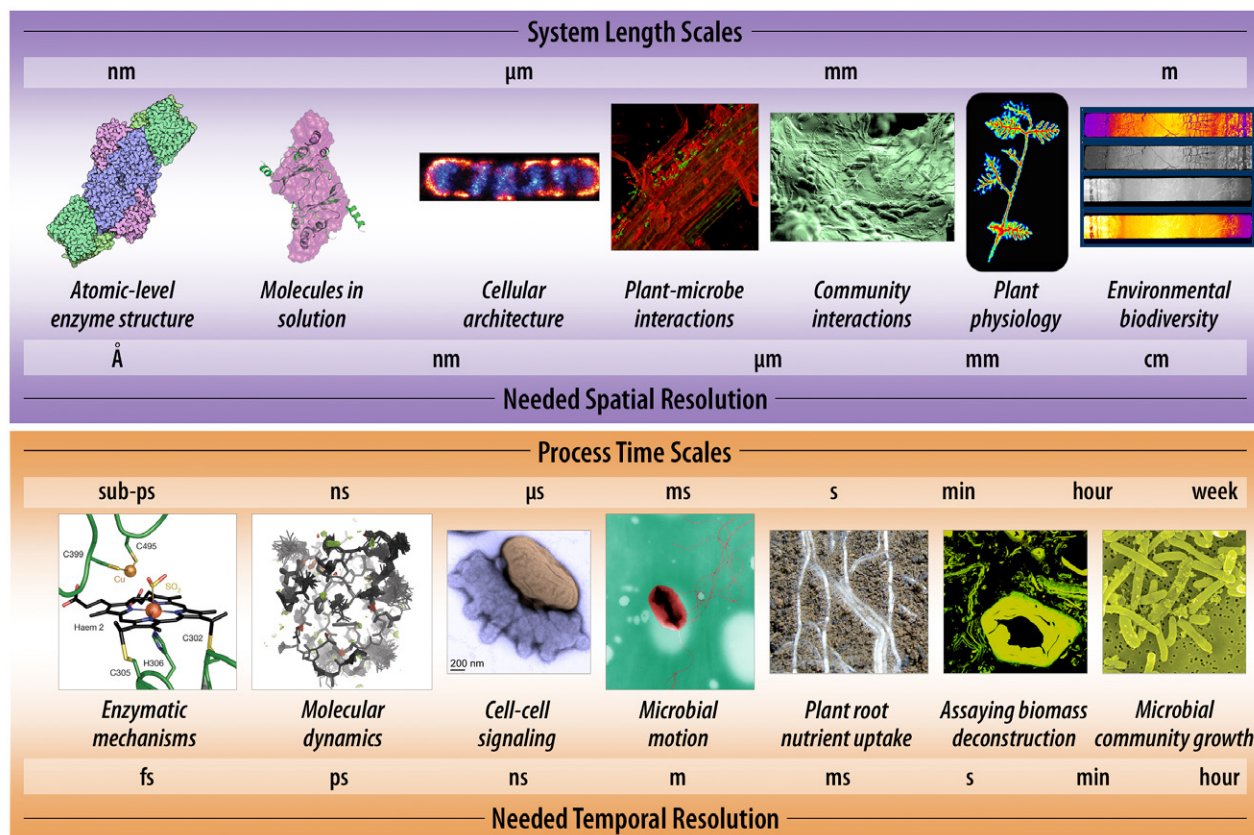 System Length Scales
nm µm mm m
Atomic-level
enzyme structure
Molecules in
solution
Cellular
architecture
Plant-microbe
interactions
Community
interactions
Plant
physiology
Environmental
biodiversity
Å nm µm mm cm
Needed Spatial Resolution
Process Time Scales
sub-ps ns µs ms s min hour week
C399
C495
Cu
SO₃
Haem 2
C302
C305
H306
200 nm
Enzymatic
mechanisms
Molecular
dynamics
Cell-cell
signaling
Microbial
motion
Plant root
nutrient uptake
Assaying biomass
deconstruction
Microbial
community growth
fs ps ns m ms s min hour
Needed Temporal Resolution